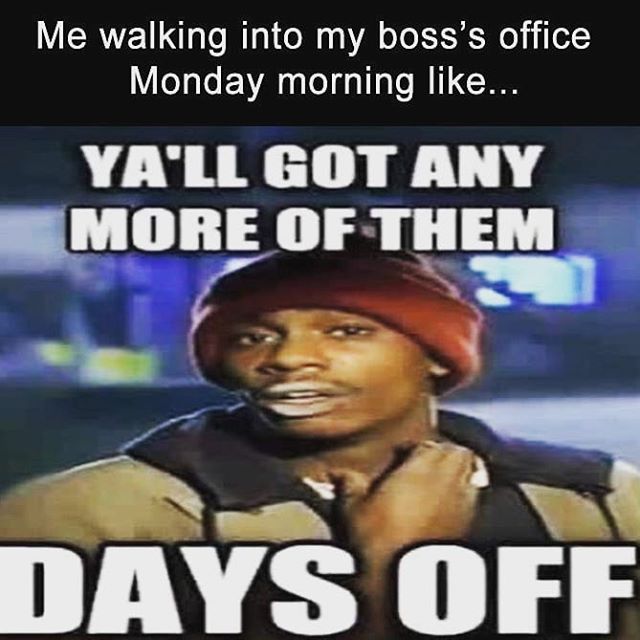 Me walking into my boss's office
Monday morning like...
YA'LL GOT ANY
MORE OF THEM
DAYS OFF